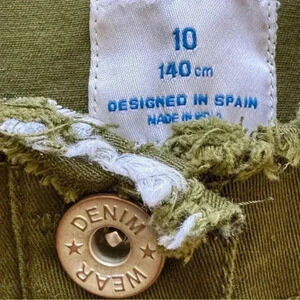 10
140 cm
DESIGNED IN SPAIN
MADE IN
DENIM
WEAR